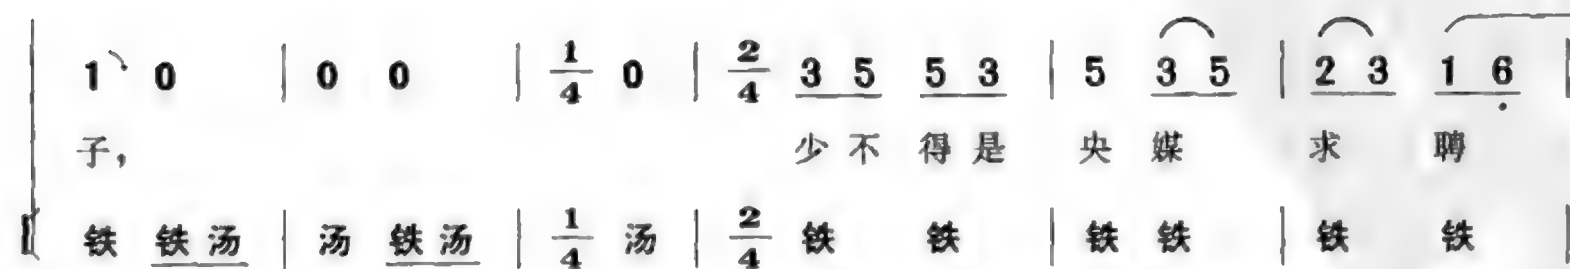 1 0 | 0 0 | 1/4 0 | 2/4 3 5 5 3 | 5 3 5 | 2 3 1 6 |
子， 少 不 得 是 央 媒 求 聘
铁 铁 汤 | 汤 铁 汤 | 1/4 汤 | 2/4 铁 铁 | 铁 铁 | 铁 铁 |